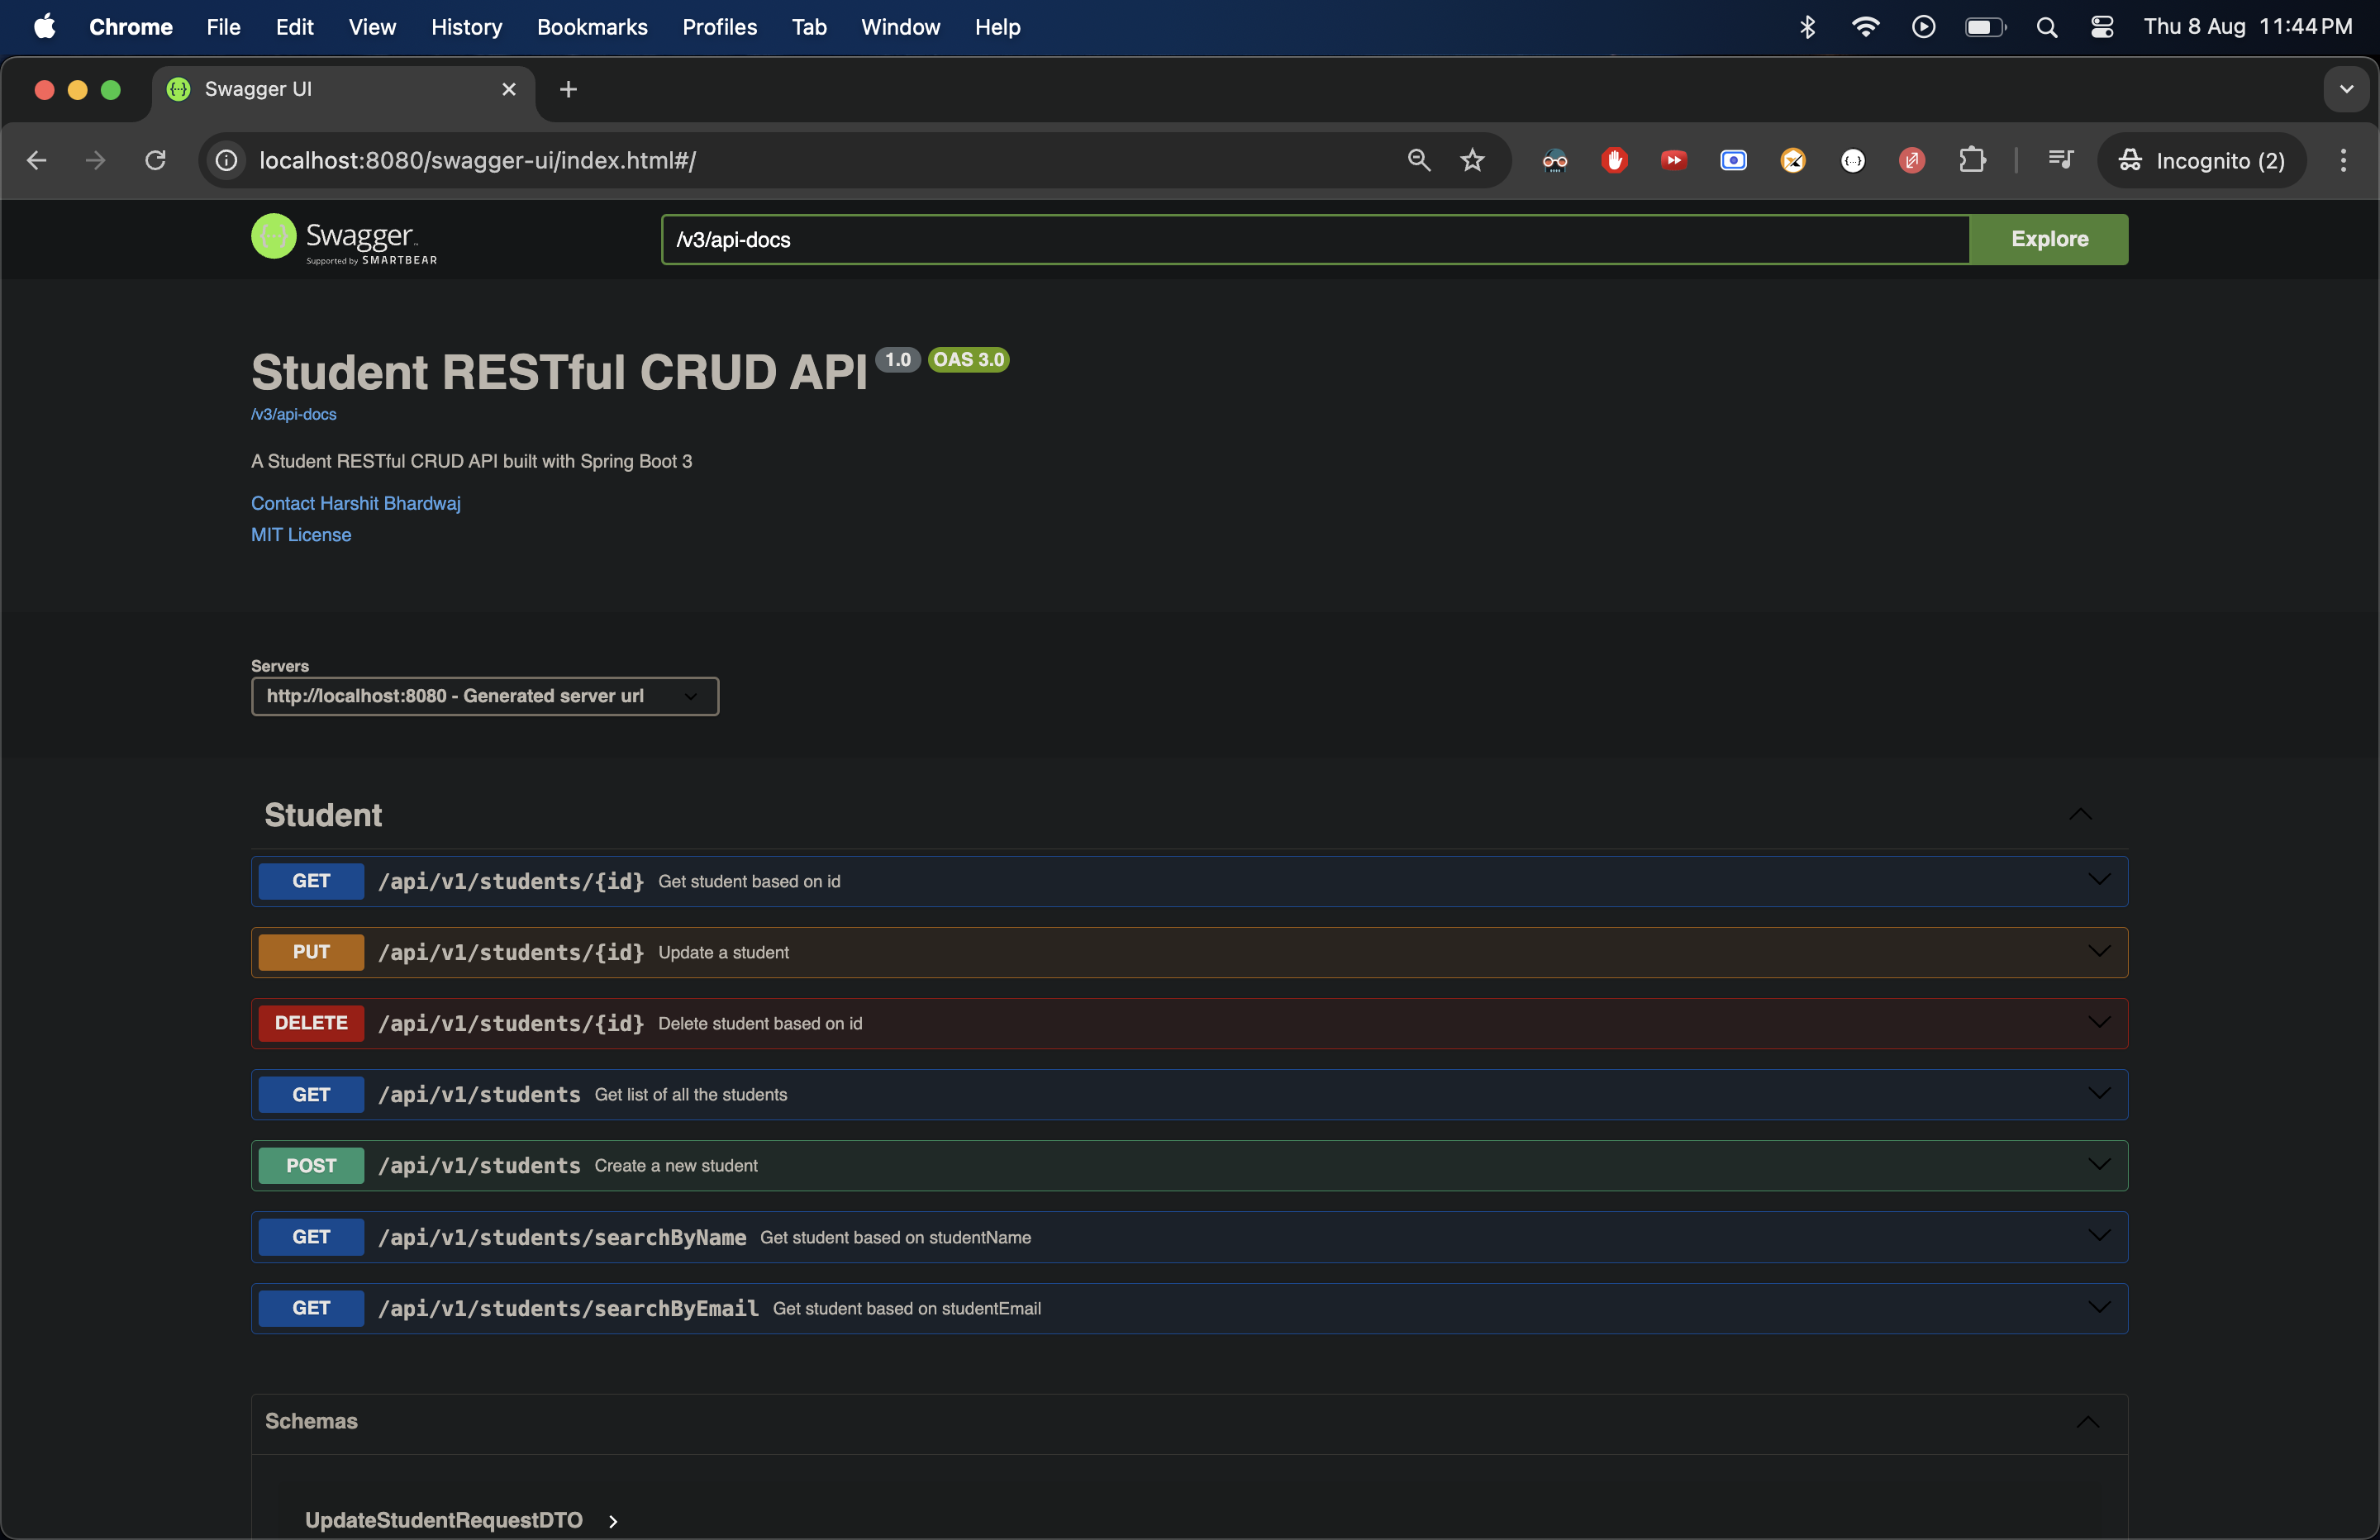 Chrome File Edit View History Bookmarks Profiles Tab Window Help Thu 8 Aug 11:44 PM
Swagger UI
localhost:8080/swagger-ui/index.html#/ Incognito (2)
Swagger
Supported by SMARTBEAR
/v3/api-docs Explore
Student RESTful CRUD API 1.0 OAS 3.0
/v3/api-docs
A Student RESTful CRUD API built with Spring Boot 3
Contact Harshit Bhardwaj
MIT License
Servers
http://localhost:8080 - Generated server url
Student
GET /api/v1/students/{id} Get student based on id
PUT /api/v1/students/{id} Update a student
DELETE /api/v1/students/{id} Delete student based on id
GET /api/v1/students Get list of all the students
POST /api/v1/students Create a new student
GET /api/v1/students/searchByName Get student based on studentName
GET /api/v1/students/searchByEmail Get student based on studentEmail
Schemas
UpdateStudentRequestDTO